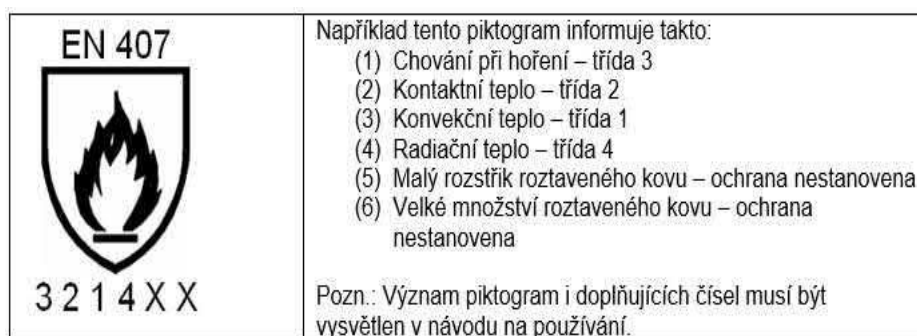 EN 407
3 2 1 4 X X
Například tento piktogram informuje takto:
(1) Chování při hoření – třída 3
(2) Kontaktní teplo – třída 2
(3) Konvekční teplo – třída 1
(4) Radiační teplo – třída 4
(5) Malý rozstřik roztaveného kovu – ochrana nestanovena
(6) Velké množství roztaveného kovu – ochrana
nestanovena
Pozn.: Význam piktogram i doplňujících čísel musí být
vysvětlen v návodu na používání.